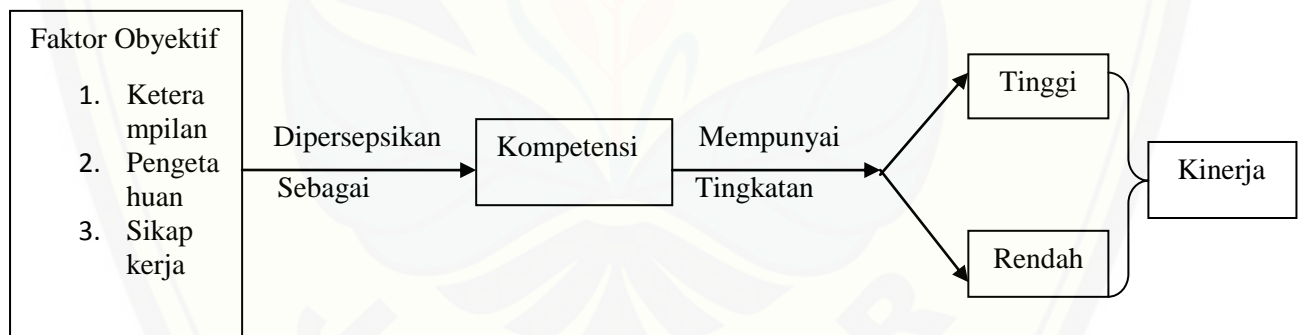 Faktor Obyektif
1. Ketera
mpilan
2. Pengeta
huan
3. Sikap
kerja
Dipersepsikan
Sebagai
Kompetensi
Mempunyai
Tingkatan
Tinggi
Rendah
Kinerja